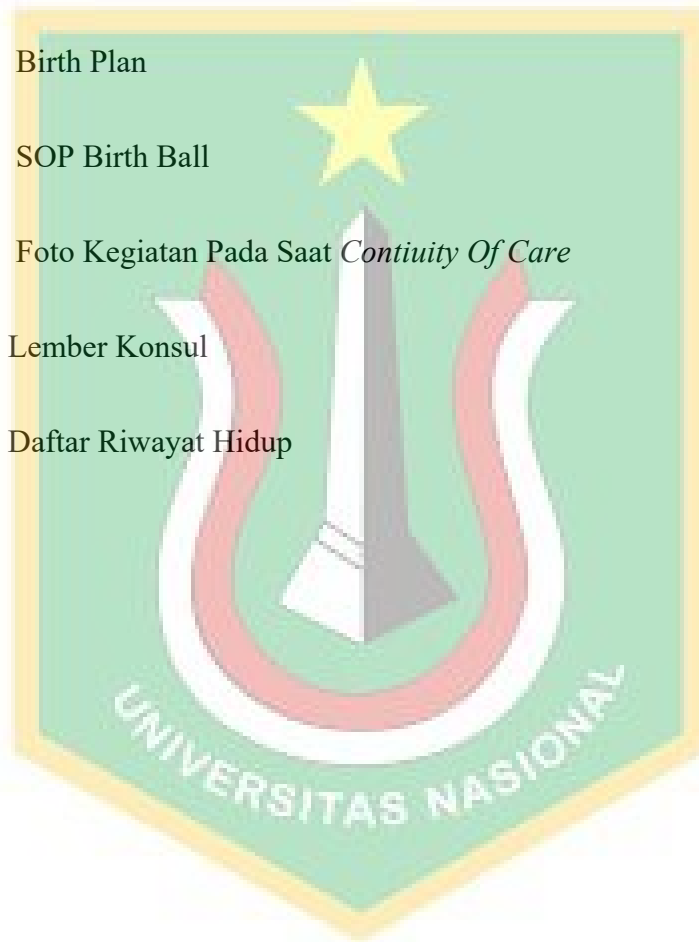 Birth Plan
SOP Birth Ball
Foto Kegiatan Pada Saat Contiuity Of Care
Lember Konsul
Daftar Riwayat Hidup
UNIVERSITAS NASIONAL